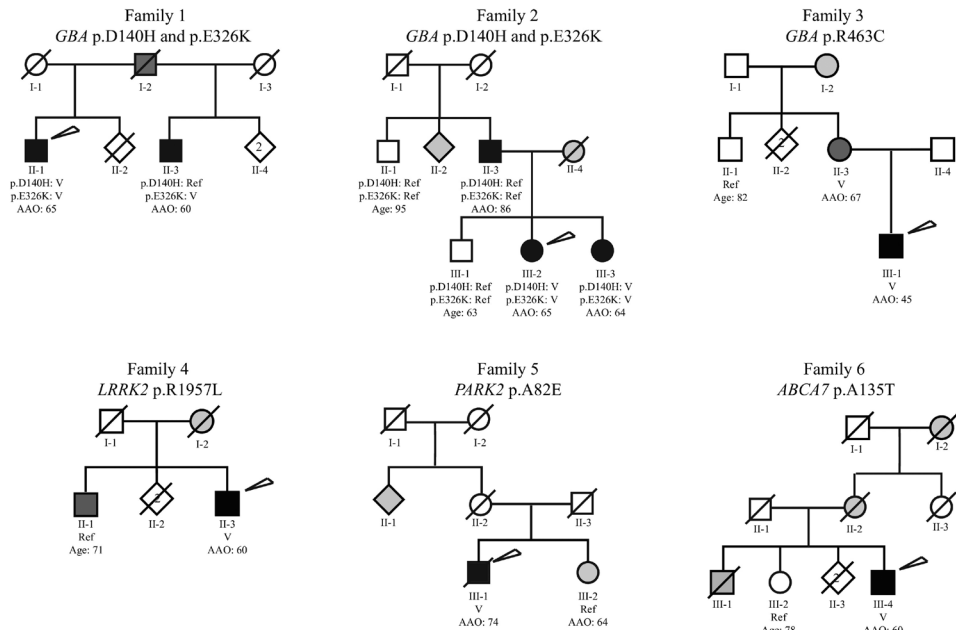 Family 1
GBA p.D140H and p.E326K
I-1
I-2
I-3
II-1
p.D140H: V
p.E326K: V
AAO: 65
II-2
II-3
p.D140H: Ref
p.E326K: V
AAO: 60
2
II-4
Family 2
GBA p.D140H and p.E326K
I-1
I-2
II-1
p.D140H: Ref
p.E326K: Ref
Age: 95
II-2
II-3
p.D140H: Ref
p.E326K: Ref
AAO: 86
II-4
III-1
p.D140H: Ref
p.E326K: Ref
Age: 63
III-2
p.D140H: V
p.E326K: V
AAO: 65
III-3
p.D140H: V
p.E326K: V
AAO: 64
Family 3
GBA p.R463C
I-1
I-2
II-1
Ref
Age: 82
2
II-2
II-3
V
AAO: 67
II-4
III-1
V
AAO: 45
Family 4
LRRK2 p.R1957L
I-1
I-2
II-1
Ref
Age: 71
2
II-2
II-3
V
AAO: 60
Family 5
PARK2 p.A82E
I-1
I-2
II-1
II-2
II-3
III-1
V
AAO: 74
III-2
Ref
AAO: 64
Family 6
ABCA7 p.A135T
I-1
I-2
II-1
II-2
II-3
III-1
III-2
Ref
Age: 78
2
II-3
III-4
V
AAO: 60